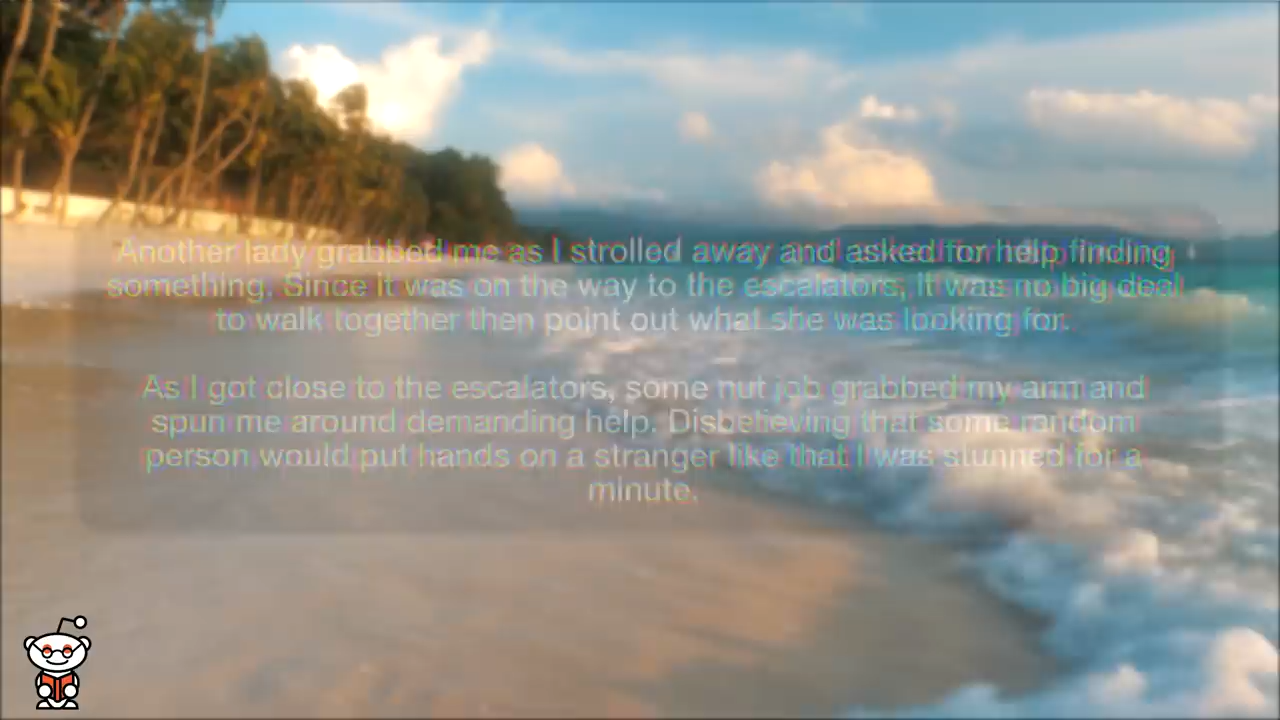 Another lady grabbed me as I strolled away and asked for help finding
something. Since it was on the way to the escalators, it was no big deal
to walk together then point out what she was looking for.
As I got close to the escalators, some nut job grabbed my arm and
spun me around demanding help. Disbelieving that some random
person would put hands on a stranger like that I was stunned for a
minute.